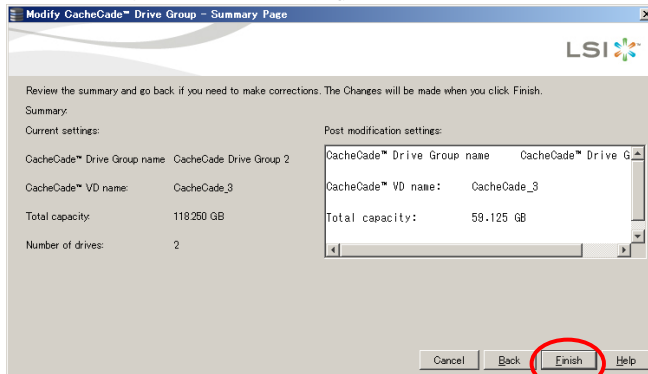 Modify CacheCade™ Drive Group - Summary Page
LSI
Review the summary and go back if you need to make corrections. The Changes will be made when you click Finish.
Summary:
Current settings:
CacheCade™ Drive Group name CacheCade Drive Group 2
CacheCade™ VD name: CacheCade_3
Total capacity: 118.250 GB
Number of drives: 2
Post modification settings:
CacheCade™ Drive Group name CacheCade™ Drive G
CacheCade™ VD name: CacheCade_3
Total capacity: 59.125 GB
Cancel Back Finish Help